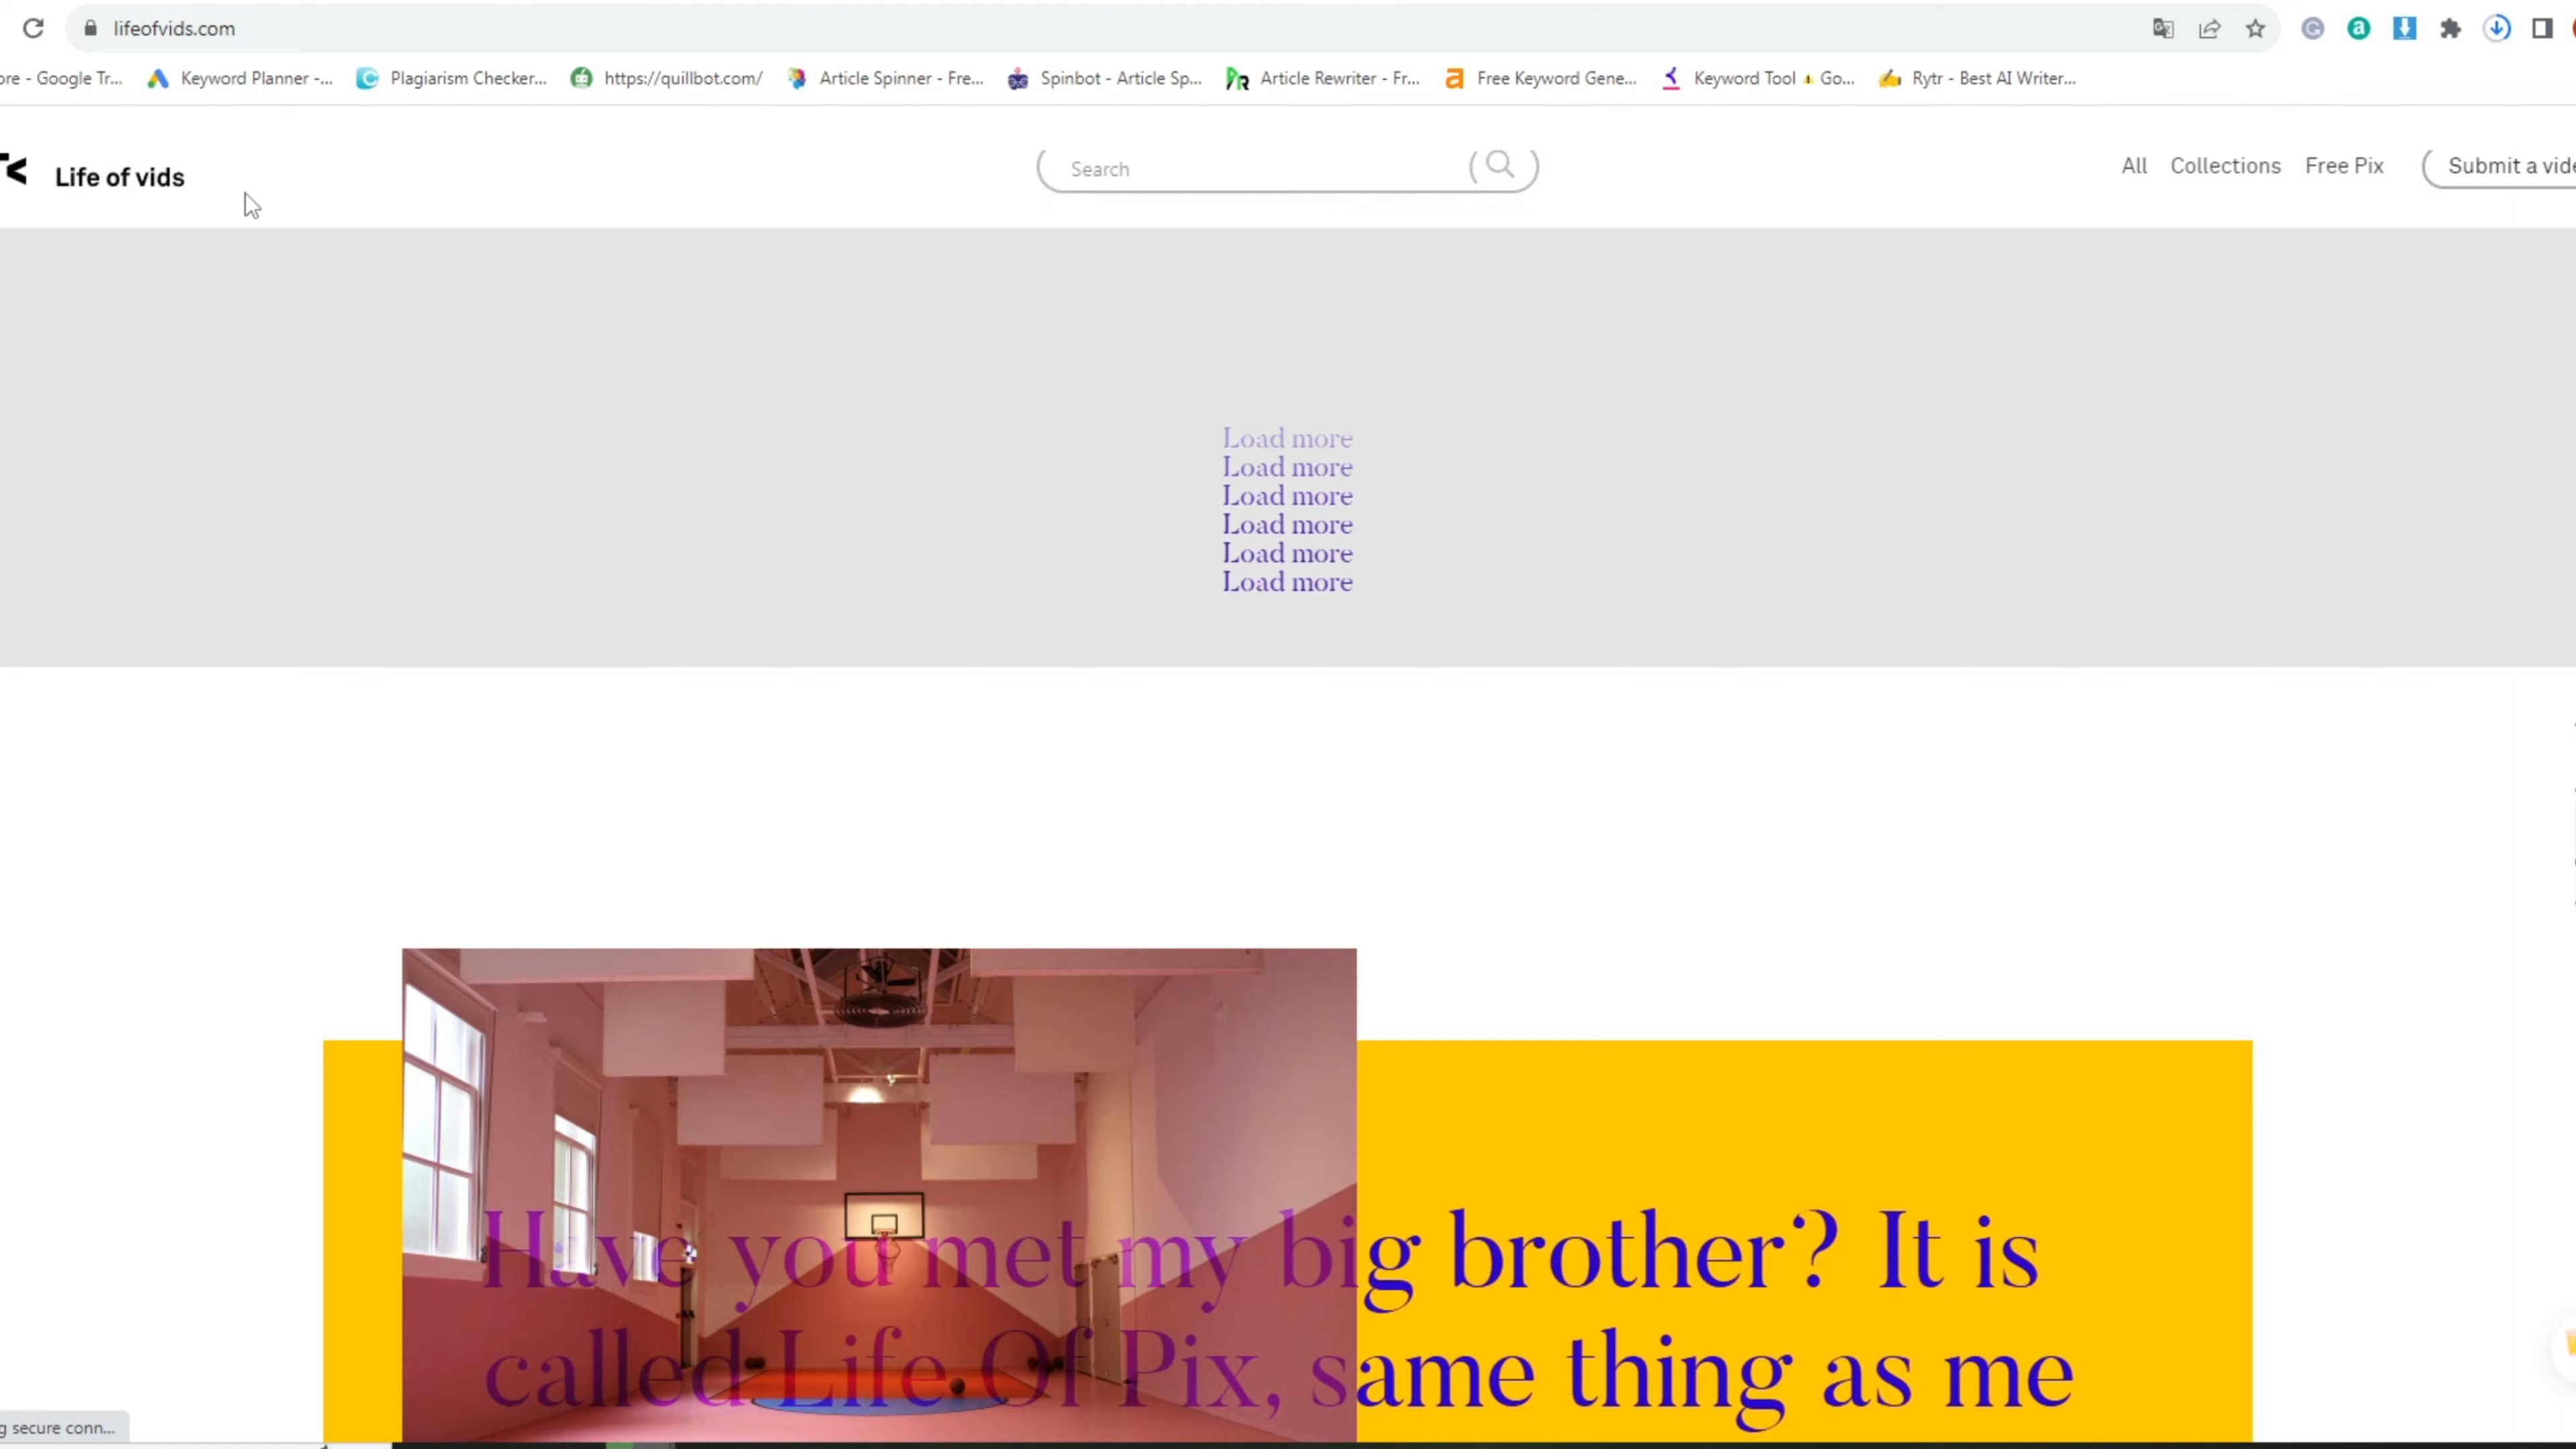 lifeofvids.com
ore - Google Tr... Keyword Planner -... Plagiarism Checker... https://quillbot.com/ Article Spinner - Fre... Spinbot - Article Sp... Article Rewriter - Fr... Free Keyword Gene... Keyword Tool Go... Rytr - Best AI Writer...
Life of vids Search All Collections Free Pix Submit a vide
Load more
Load more
Load more
Load more
Load more
Load more
Have you met my big brother? It is
called Life Of Pix, same thing as me
g secure conn...